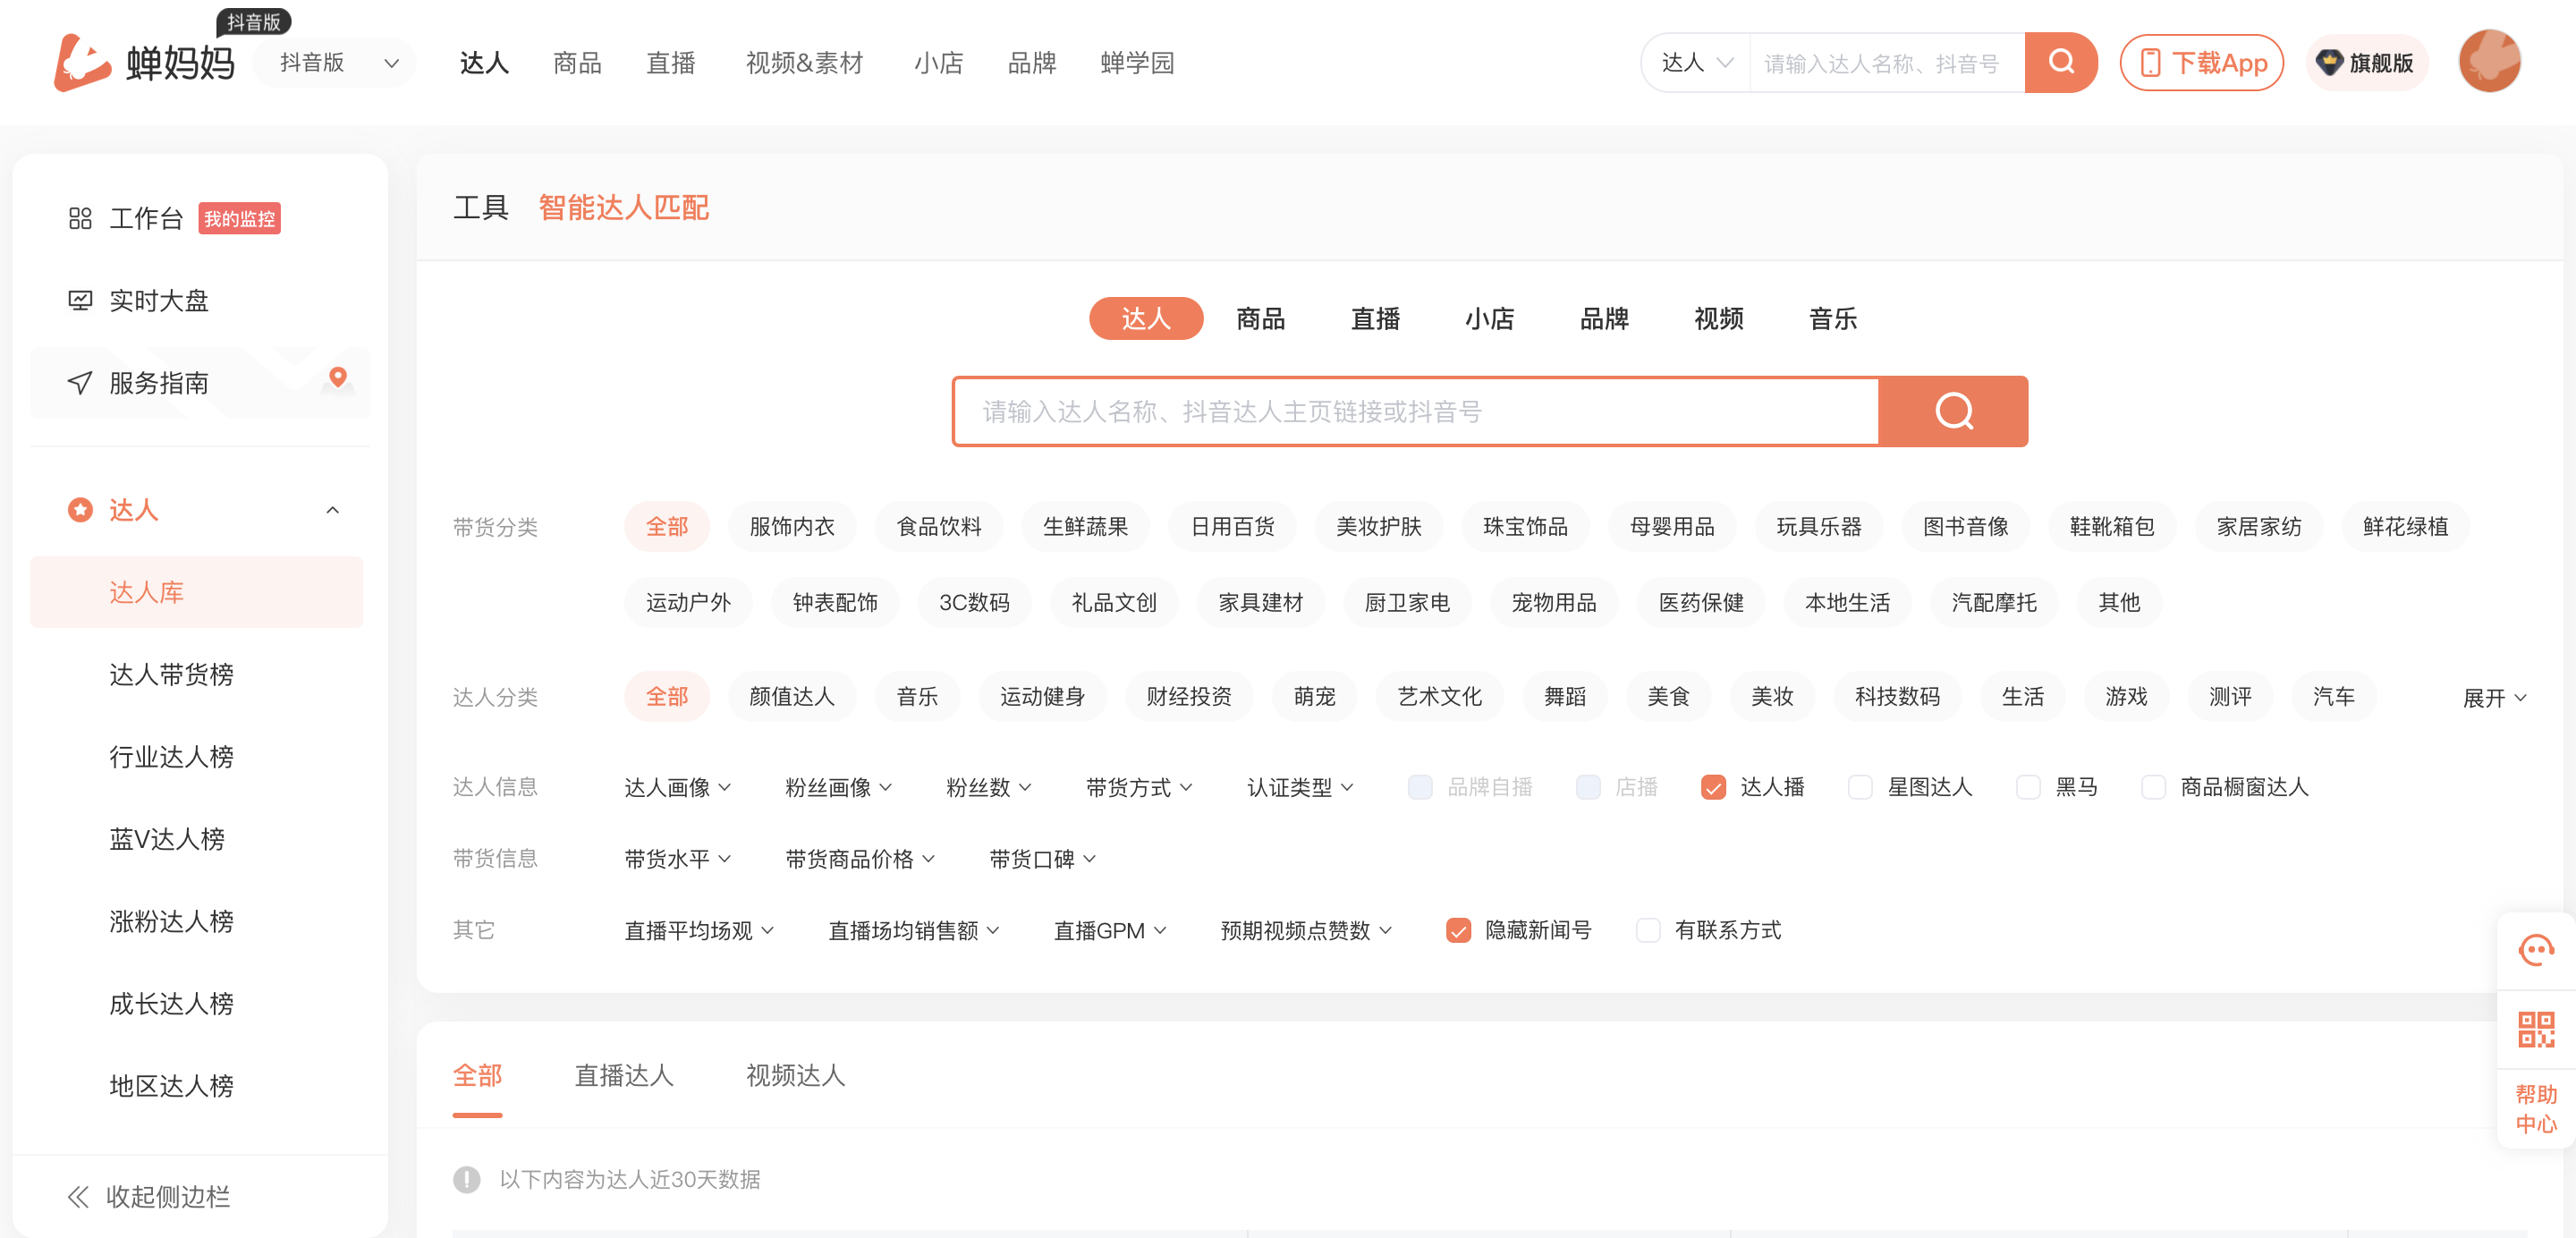 抖音版
蝉妈妈 抖音版 达人 商品 直播 视频&素材 小店 品牌 蝉学园 达人 请输入达人名称、抖音号 下载App 旗舰版
工作台 我的监控
实时大盘
服务指南
达人
达人库
达人带货榜
行业达人榜
蓝V达人榜
涨粉达人榜
成长达人榜
地区达人榜
收起侧边栏
工具 智能达人匹配
达人 商品 直播 小店 品牌 视频 音乐
请输入达人名称、抖音达人主页链接或抖音号
带货分类 全部 服饰内衣 食品饮料 生鲜蔬果 日用百货 美妆护肤 珠宝饰品 母婴用品 玩具乐器 图书音像 鞋靴箱包 家居家纺 鲜花绿植
运动户外 钟表配饰 3C数码 礼品文创 家具建材 厨卫家电 宠物用品 医药保健 本地生活 汽配摩托 其他
达人分类 全部 颜值达人 音乐 运动健身 财经投资 萌宠 艺术文化 舞蹈 美食 美妆 科技数码 生活 游戏 测评 汽车 展开
达人信息 达人画像 粉丝画像 粉丝数 带货方式 认证类型 品牌自播 店播 达人播 星图达人 黑马 商品橱窗达人
带货信息 带货水平 带货商品价格 带货口碑
其它 直播平均场观 直播场均销售额 直播GPM 预期视频点赞数 隐藏新闻号 有联系方式
全部 直播达人 视频达人
以下内容为达人近30天数据
帮助
中心